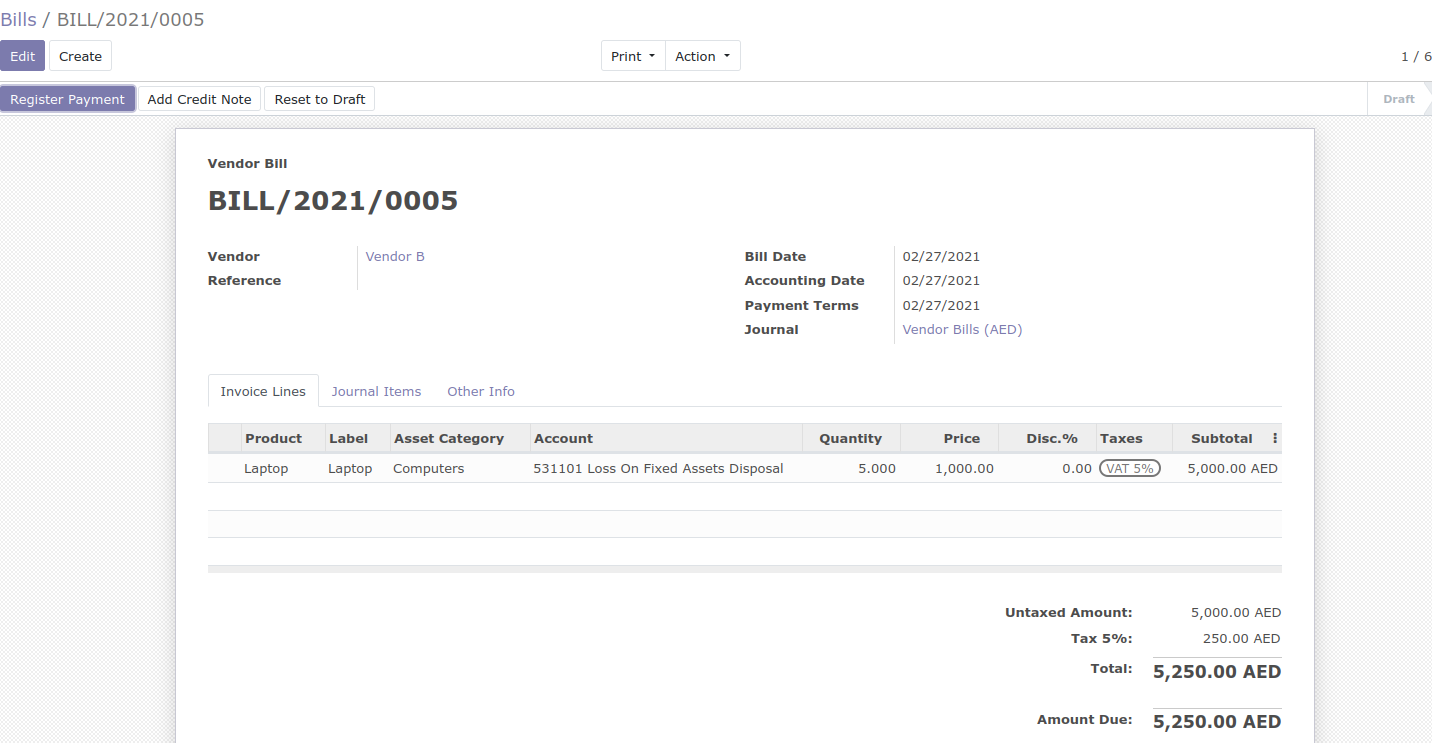 Bills / BILL/2021/0005
Edit Create Print Action 1 / 6
Register Payment Add Credit Note Reset to Draft Draft
Vendor Bill
BILL/2021/0005
Vendor Vendor B Bill Date 02/27/2021
Reference Accounting Date 02/27/2021
Payment Terms 02/27/2021
Journal Vendor Bills (AED)
Invoice Lines Journal Items Other Info
Product Label Asset Category Account Quantity Price Disc.% Taxes Subtotal
Laptop Laptop Computers 531101 Loss On Fixed Assets Disposal 5.000 1,000.00 0.00 VAT 5% 5,000.00 AED
Untaxed Amount: 5,000.00 AED
Tax 5%: 250.00 AED
Total: 5,250.00 AED
Amount Due: 5,250.00 AED